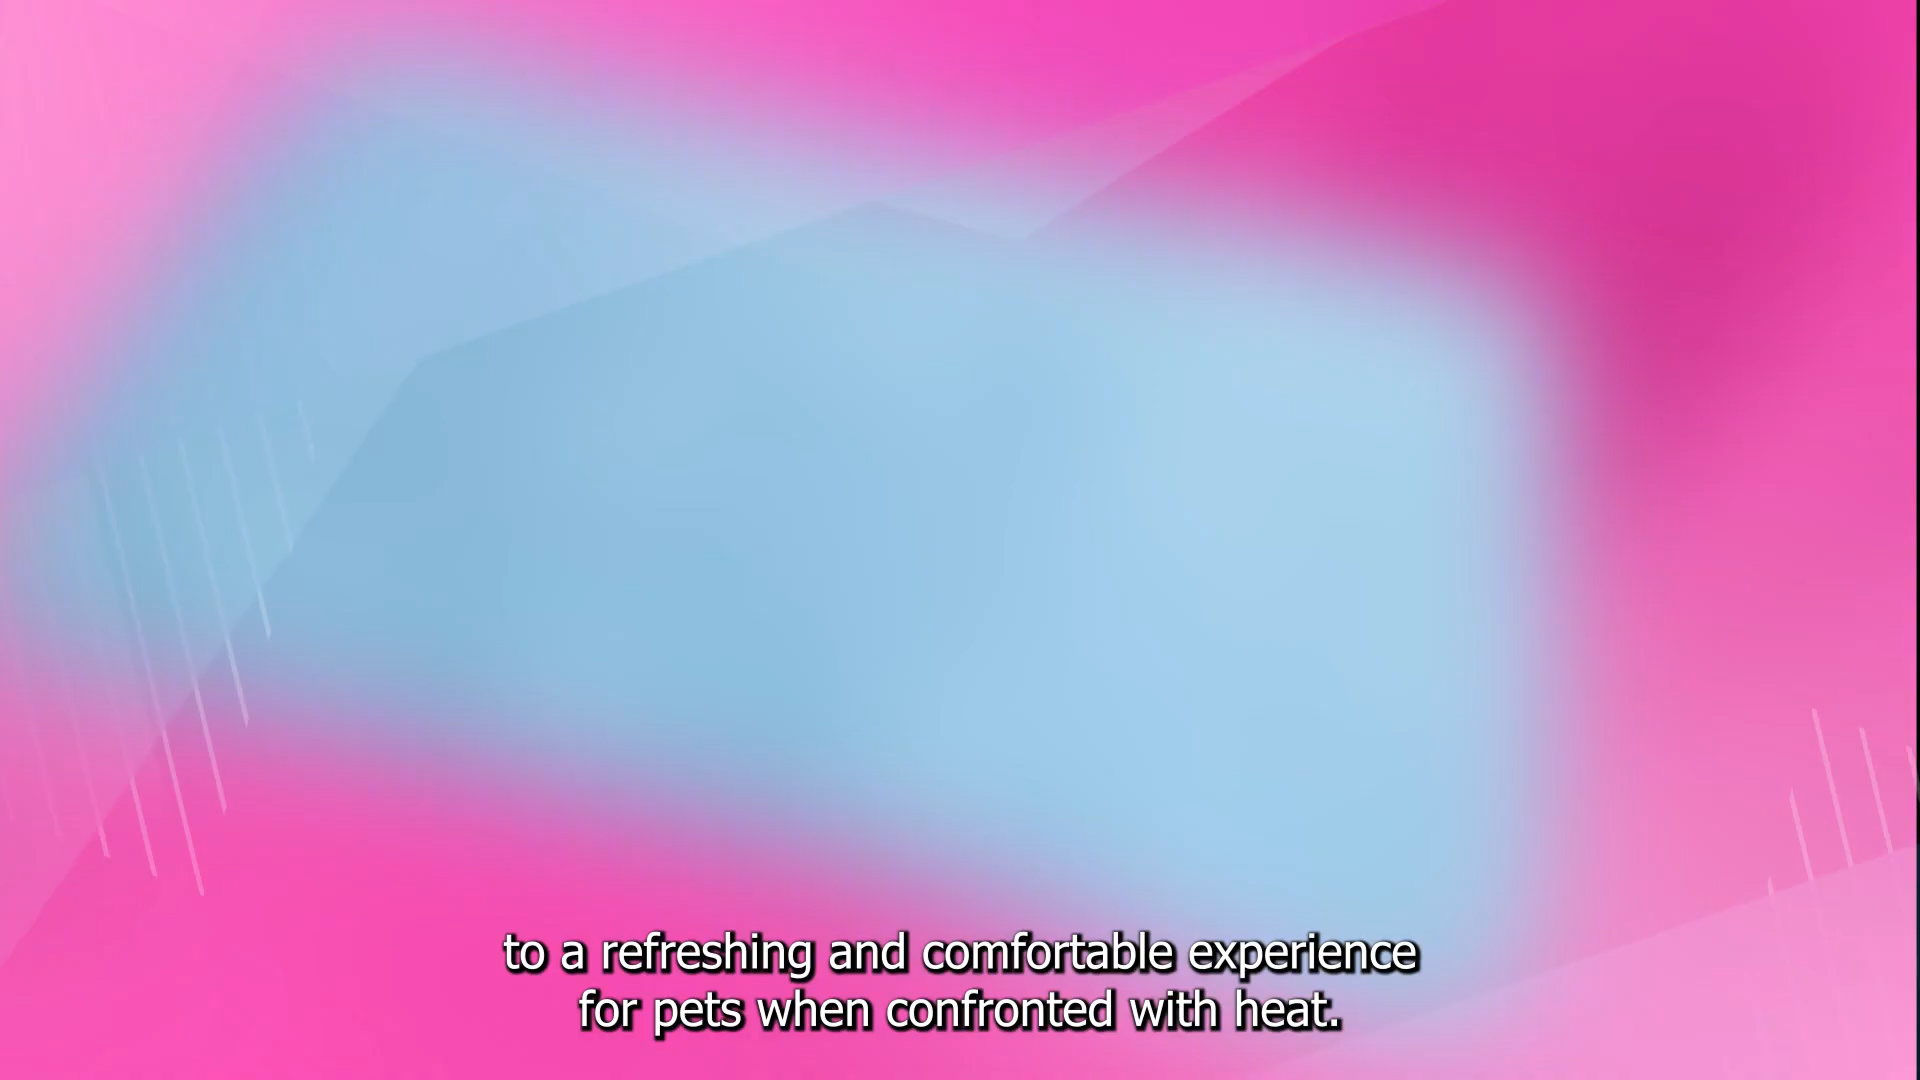 to a refreshing and comfortable experience
for pets when confronted with heat.